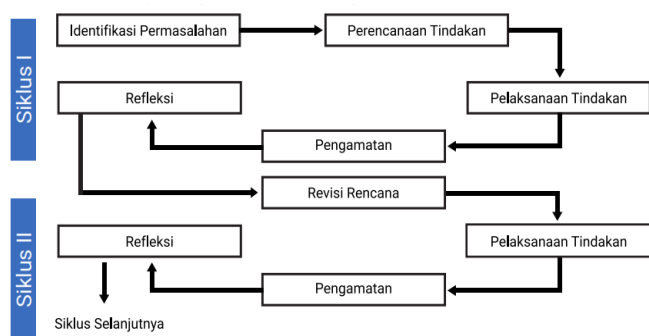 Siklus I
Identifikasi Permasalahan
Perencanaan Tindakan
Pelaksanaan Tindakan
Pengamatan
Refleksi
Siklus II
Revisi Rencana
Pelaksanaan Tindakan
Pengamatan
Refleksi
Siklus Selanjutnya